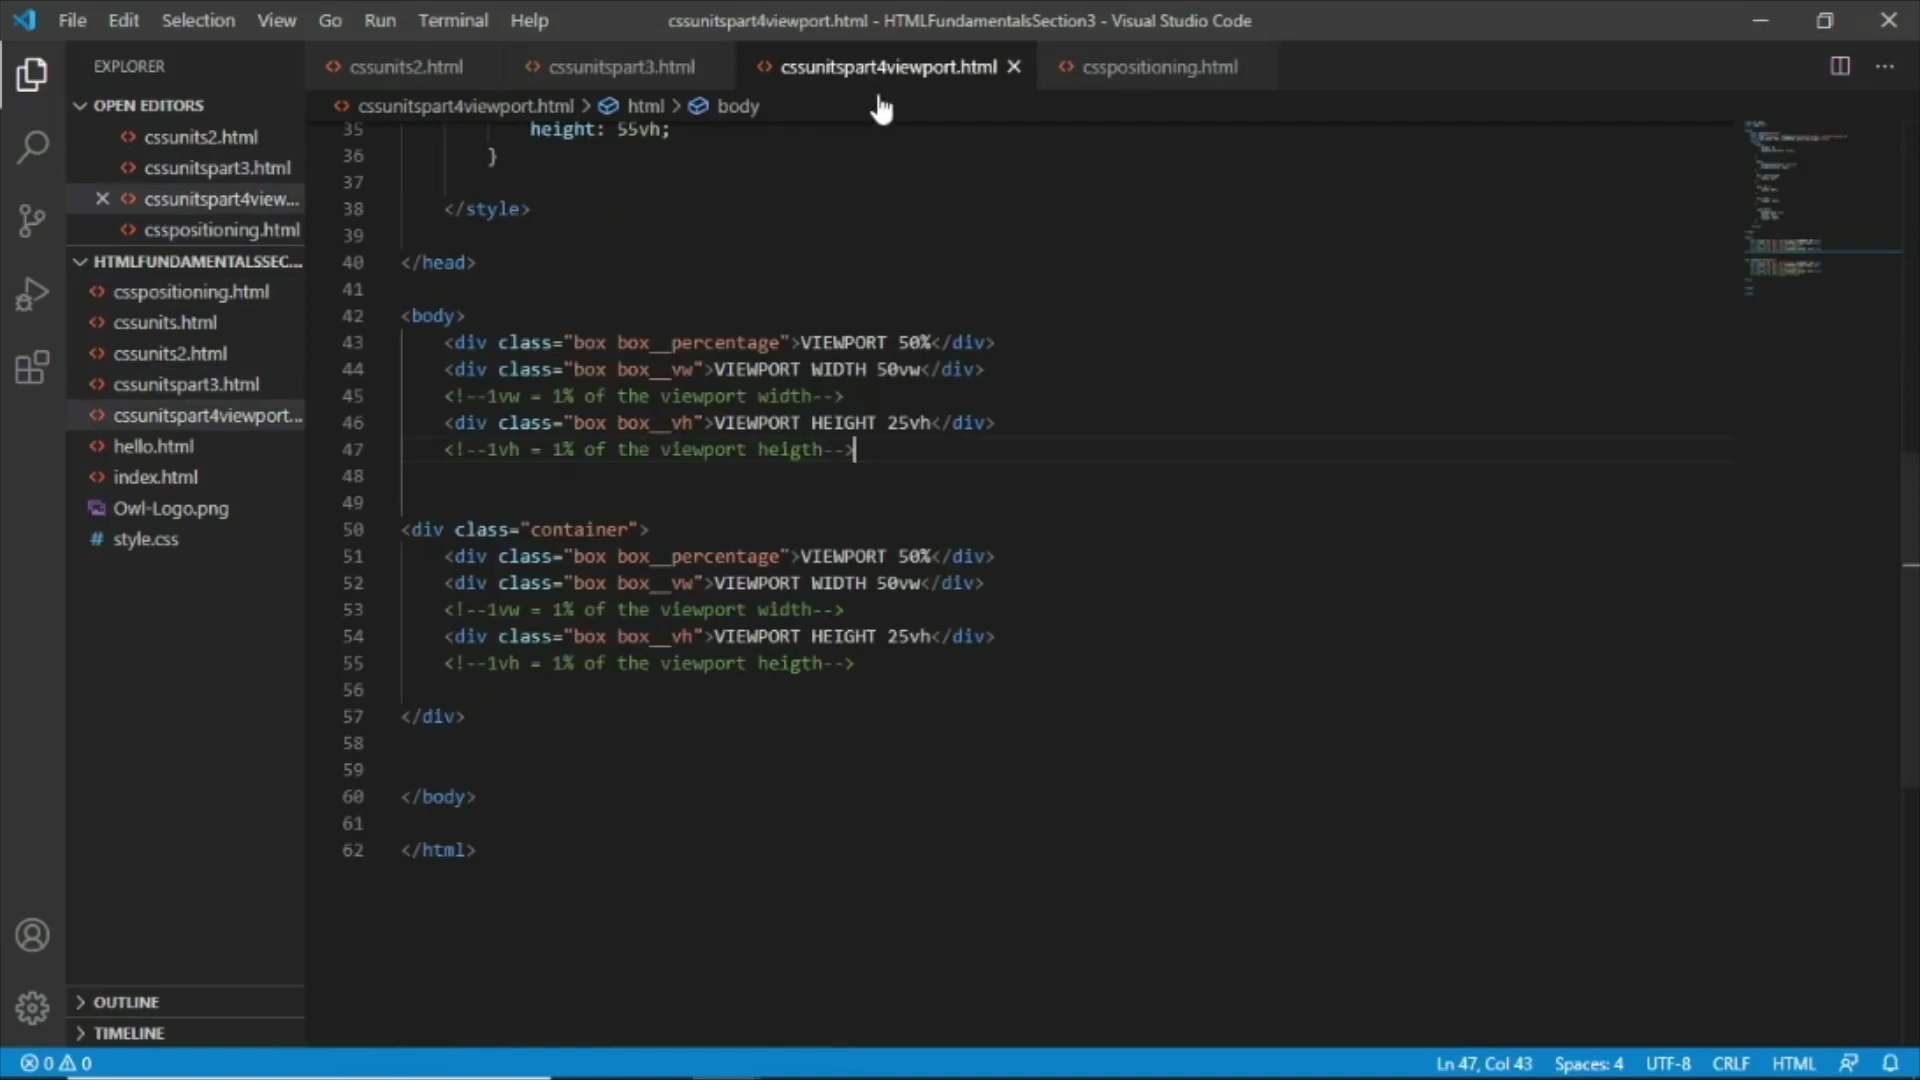 File Edit Selection View Go Run Terminal Help
cssunitspart4viewport.html - HTMLFundamentalsSection3 - Visual Studio Code
EXPLORER
OPEN EDITORS
cssunits2.html
cssunitspart3.html
cssunitspart4view...
csspositioning.html
HTMLFUNDAMENTALSSEC...
csspositioning.html
cssunits.html
cssunits2.html
cssunitspart3.html
cssunitspart4viewport...
hello.html
index.html
Owl-Logo.png
# style.css
OUTLINE
TIMELINE
cssunits2.html cssunitspart3.html cssunitspart4viewport.html csspositioning.html
cssunitspart4viewport.html > html > body
35 height: 55vh;
36 }
37
38 </style>
39
40 </head>
41
42 <body>
43 <div class="box box__percentage">VIEWPORT 50%</div>
44 <div class="box box__vw">VIEWPORT WIDTH 50vw</div>
45 <!--1vw = 1% of the viewport width-->
46 <div class="box box__vh">VIEWPORT HEIGHT 25vh</div>
47 <!--1vh = 1% of the viewport heigth-->
48
49
50 <div class="container">
51 <div class="box box__percentage">VIEWPORT 50%</div>
52 <div class="box box__vw">VIEWPORT WIDTH 50vw</div>
53 <!--1vw = 1% of the viewport width-->
54 <div class="box box__vh">VIEWPORT HEIGHT 25vh</div>
55 <!--1vh = 1% of the viewport heigth-->
56
57 </div>
58
59
60 </body>
61
62 </html>
0 0 Ln 47, Col 43 Spaces: 4 UTF-8 CRLF HTML